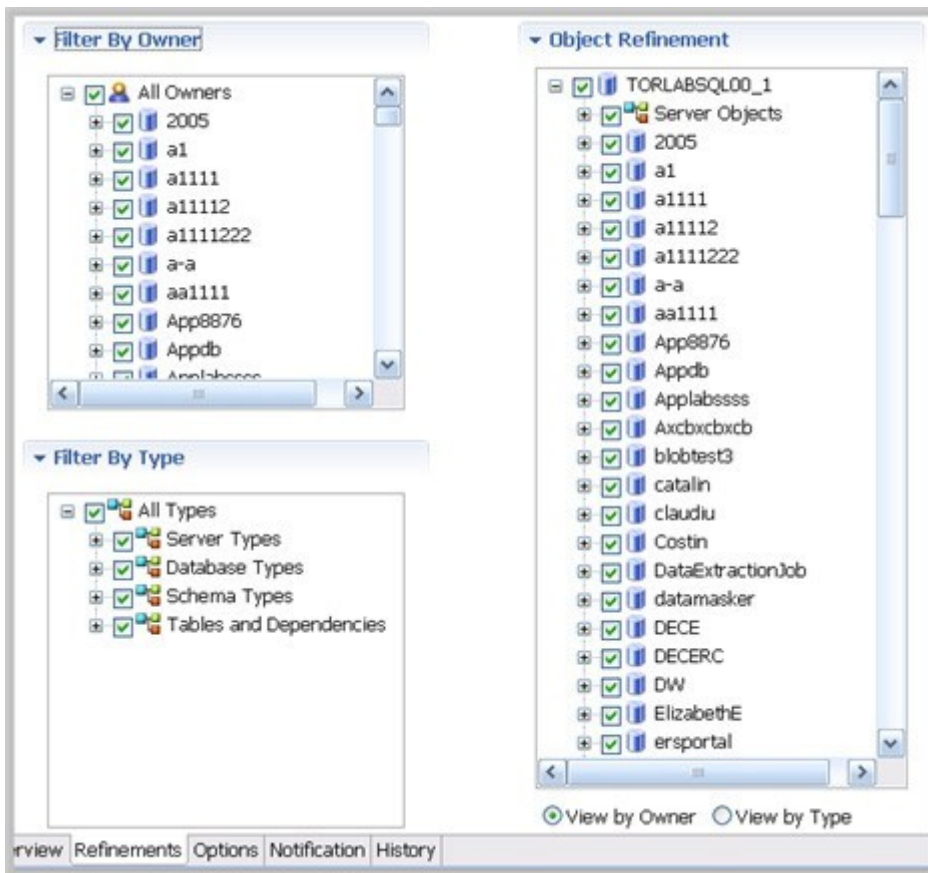 Filter By Owner
All Owners
2005
a1
a1111
a11112
a1111222
a-a
aa1111
App8876
Appdb
Applabssss
Filter By Type
All Types
Server Types
Database Types
Schema Types
Tables and Dependencies
Object Refinement
TORLABSQL00_1
Server Objects
2005
a1
a1111
a11112
a1111222
a-a
aa1111
App8876
Appdb
Applabssss
Axcbxcbxcb
blobtest3
catalin
claudiu
Costin
DataExtractionJob
datamasker
DECE
DECERC
DW
ElizabethE
ersportal
View by Owner View by Type
rview Refinements Options Notification History